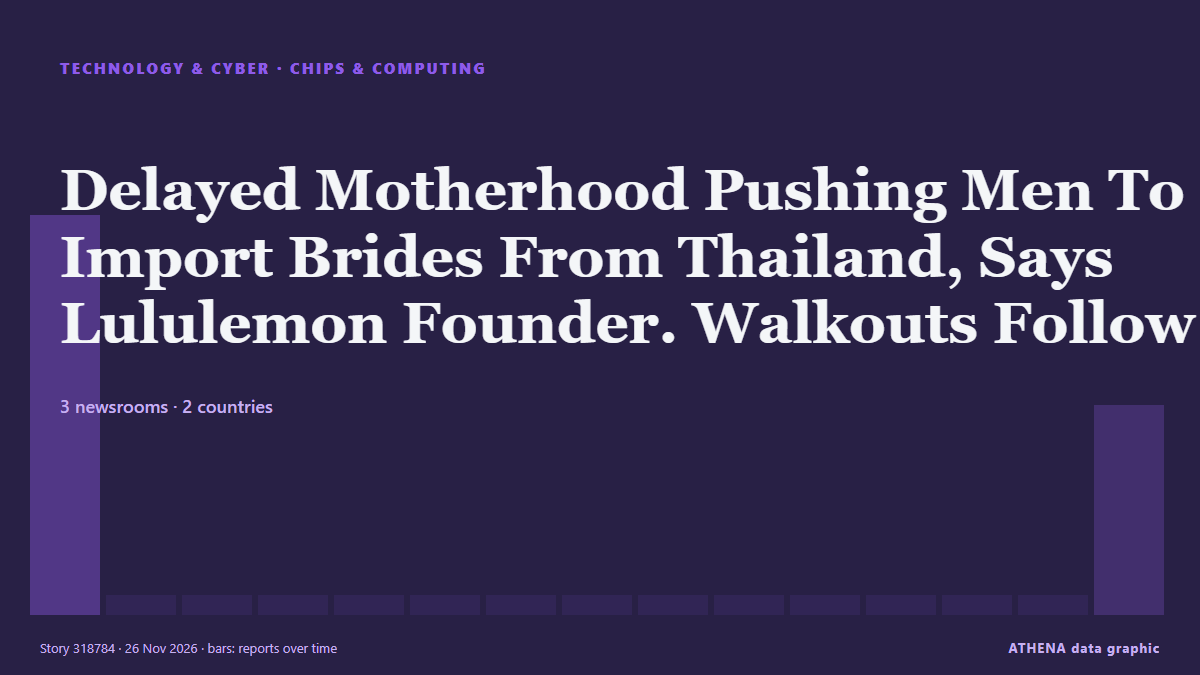 TECHNOLOGY & CYBER · CHIPS & COMPUTING
Delayed Motherhood Pushing Men To
Import Brides From Thailand, Says
Lululemon Founder. Walkouts Follow
3 newsrooms · 2 countries
Story 318784 · 26 Nov 2026 · bars: reports over time
ATHENA data graphic